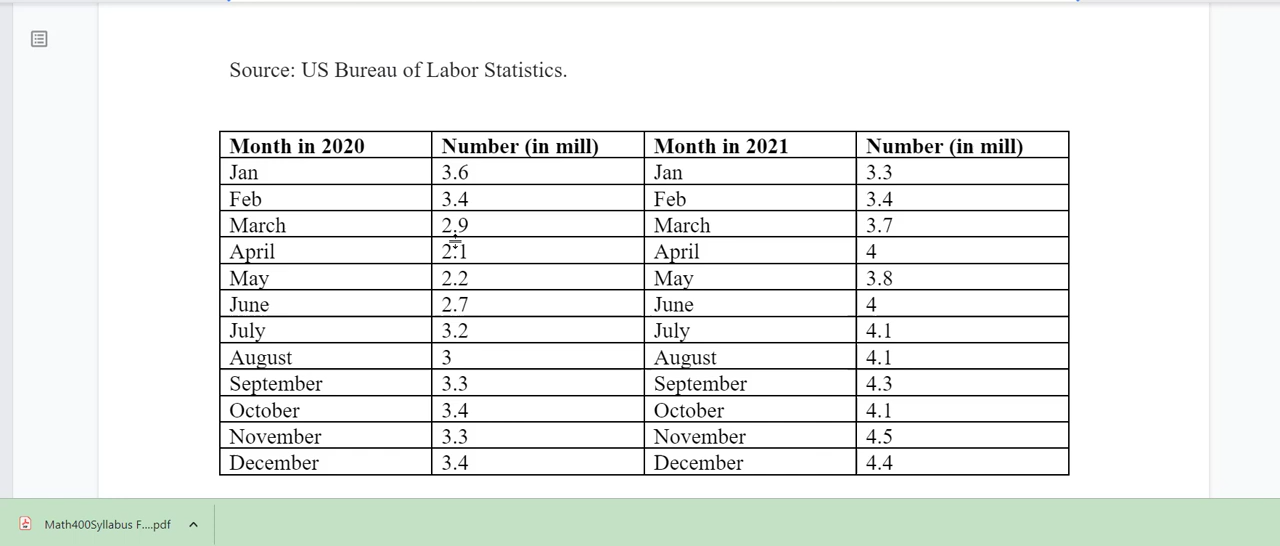 Source: US Bureau of Labor Statistics.
Month in 2020 Number (in mill) Month in 2021 Number (in mill)
Jan 3.6 Jan 3.3
Feb 3.4 Feb 3.4
March 2.9 March 3.7
April 2.1 April 4
May 2.2 May 3.8
June 2.7 June 4
July 3.2 July 4.1
August 3 August 4.1
September 3.3 September 4.3
October 3.4 October 4.1
November 3.3 November 4.5
December 3.4 December 4.4
Math400Syllabus F....pdf